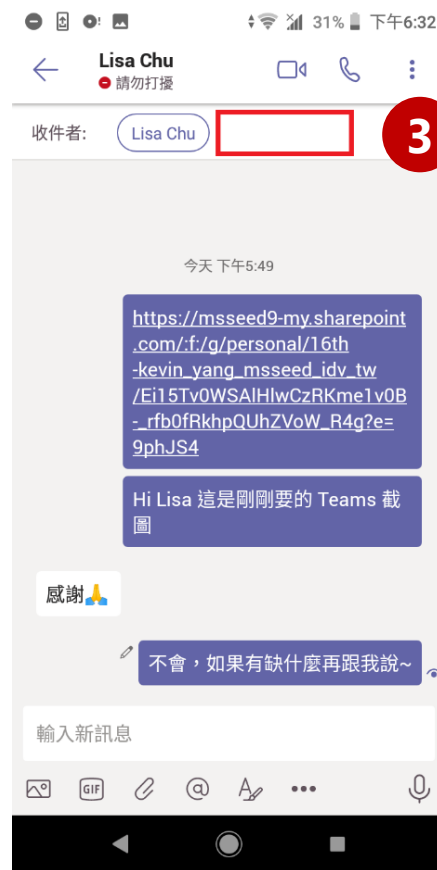 31% 下午6:32
Lisa Chu
請勿打擾
收件者: Lisa Chu
3
今天 下午5:49
https://msseed9-my.sharepoint
.com/:f:/g/personal/16th
-kevin_yang_msseed_idv_tw
/Ei15Tv0WSAlHlwCzRKme1v0B
-_rfb0fRkhpQUhZVoW_R4g?e=
9phJS4
Hi Lisa 這是剛剛要的 Teams 截
圖
感謝🙏
不會，如果有缺什麼再跟我說~
輸入新訊息
GIF